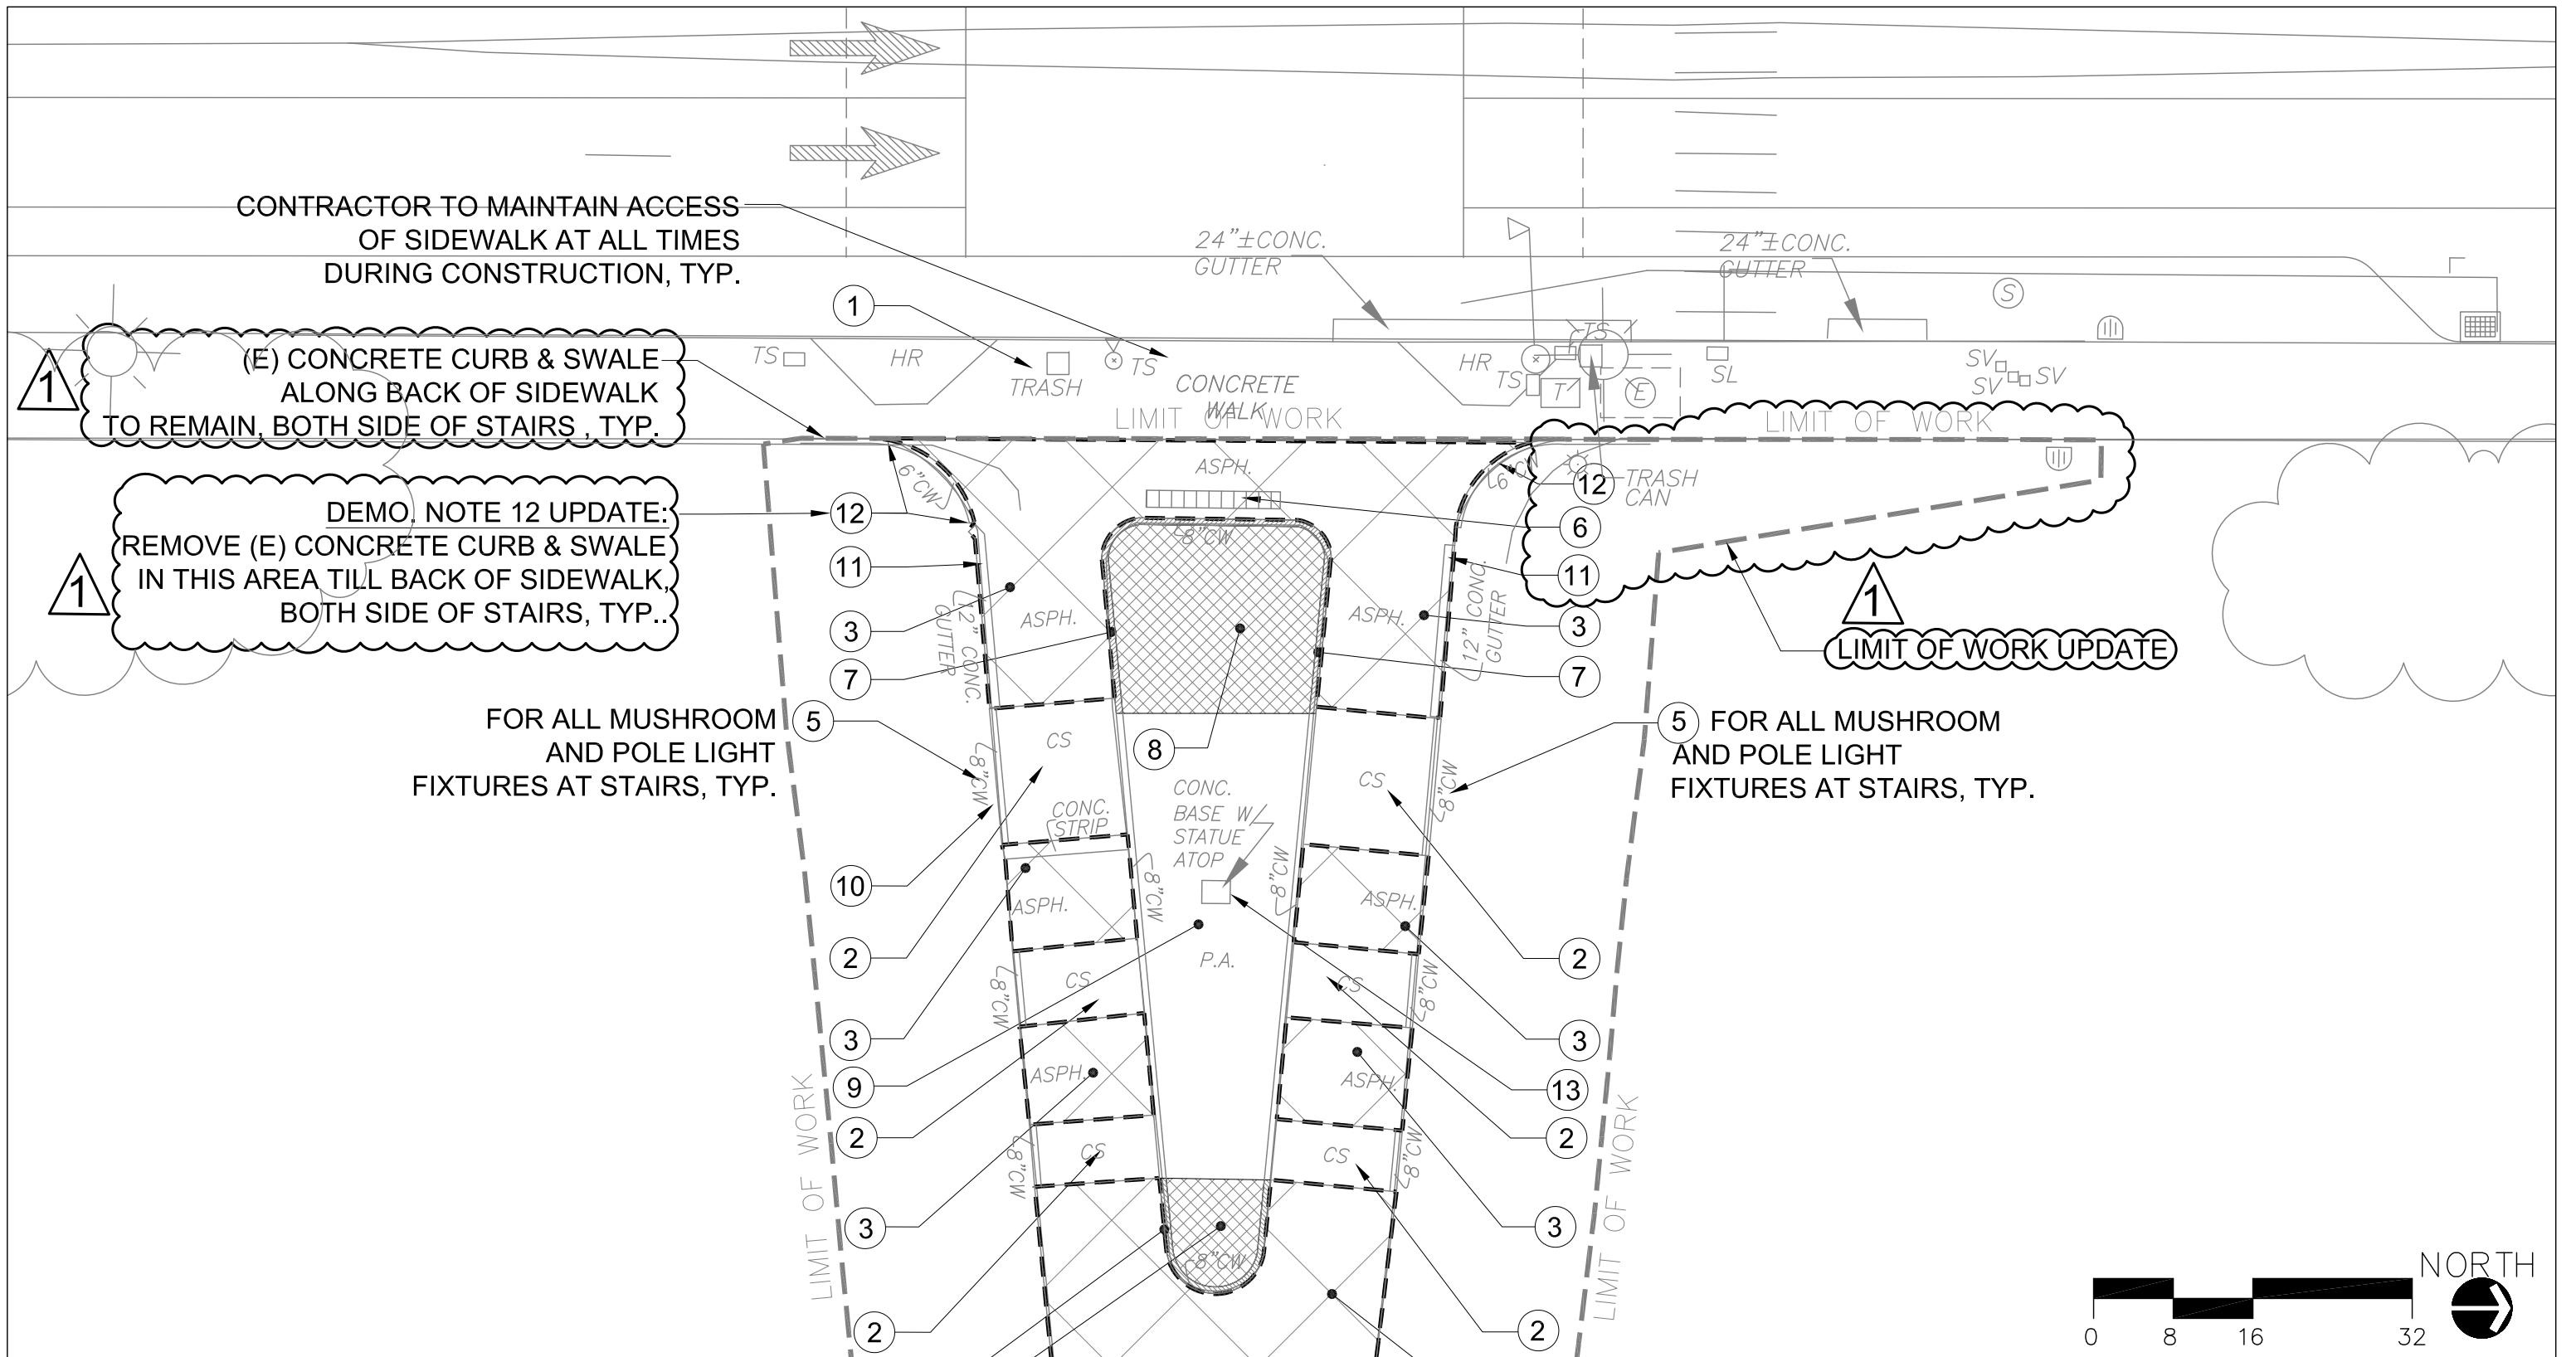 CONTRACTOR TO MAINTAIN ACCESS
OF SIDEWALK AT ALL TIMES
DURING CONSTRUCTION, TYP.
24"±CONC.
GUTTER
24"±CONC.
GUTTER
S
1
1
(E) CONCRETE CURB & SWALE
ALONG BACK OF SIDEWALK
TO REMAIN, BOTH SIDE OF STAIRS , TYP.
TS
HR
TRASH
TS
CONCRETE
WALK
HR
TS
TS
T
E
SL
SV
SV
SV
LIMIT OF WORK
LIMIT OF WORK
1
DEMO. NOTE 12 UPDATE:
REMOVE (E) CONCRETE CURB & SWALE
IN THIS AREA TILL BACK OF SIDEWALK,
BOTH SIDE OF STAIRS, TYP..
12
6"CW
ASPH.
6"CW
12
TRASH
CAN
6
8"CW
11
11
12" CONC.
GUTTER
ASPH.
ASPH.
12" CONC.
GUTTER
3
3
7
7
1
LIMIT OF WORK UPDATE
FOR ALL MUSHROOM
AND POLE LIGHT
FIXTURES AT STAIRS, TYP.
5
5
FOR ALL MUSHROOM
AND POLE LIGHT
FIXTURES AT STAIRS, TYP.
8
CS
8"CW
CS
8"CW
CONC.
BASE W/
STATUE
ATOP
CONC.
STRIP
10
8"CW
8"CW
ASPH.
ASPH.
2
2
P.A.
CS
8"CW
CS
8"CW
3
3
9
13
ASPH.
ASPH.
2
2
LIMIT OF WORK
LIMIT OF WORK
CS
8"CW
CS
8"CW
3
3
8"CW
2
2
NORTH
0 8 16 32